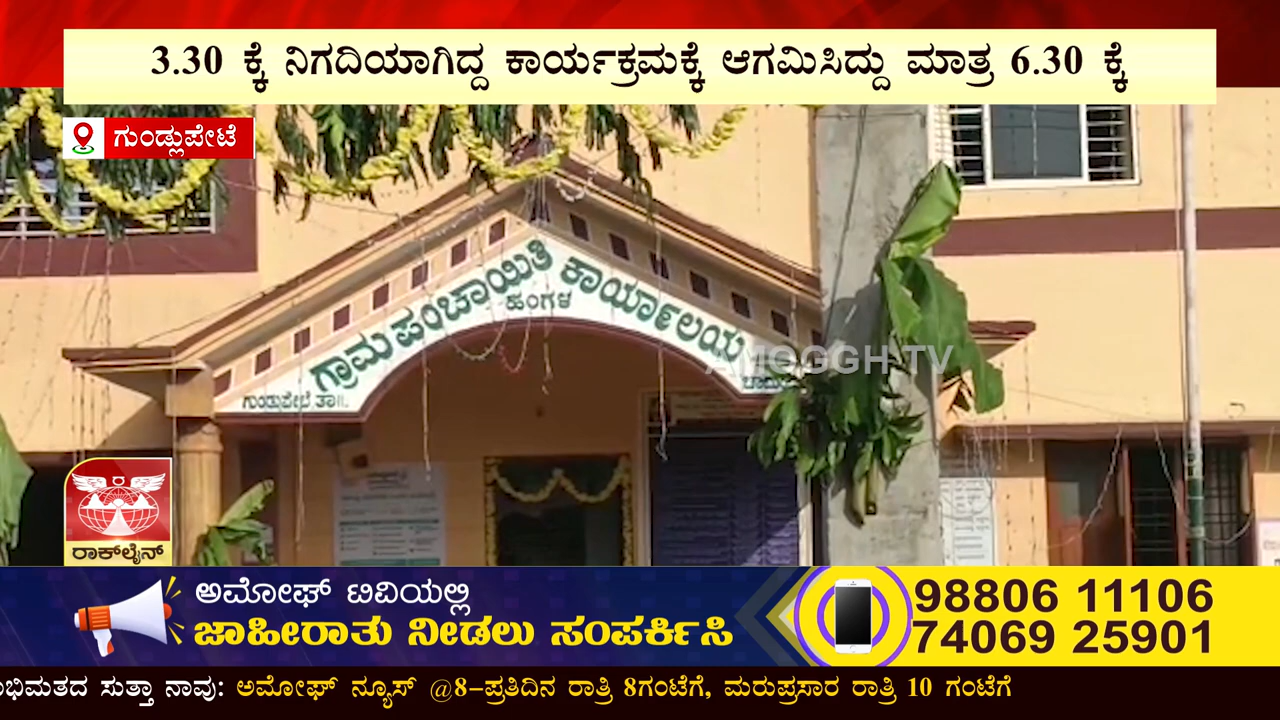 3.30 ಕ್ಕೆ ನಿಗದಿಯಾಗಿದ್ದ ಕಾರ್ಯಕ್ರಮಕ್ಕೆ ಆಗಮಿಸಿದ್ದು ಮಾತ್ರ 6.30 ಕ್ಕೆ
ಗುಂಡ್ಲುಪೇಟೆ
ಗ್ರಾಮ ಪಂಚಾಯಿತಿ ಕಾರ್ಯಾಲಯ
ಹಂಗಳ
ಗುಂಡ್ಲುಪೇಟೆ. ತಾ॥.
AMOGGH TV
ರಾಕ್‌ಲೈನ್
ಅಮೋಘ್ ಟಿವಿಯಲ್ಲಿ
ಜಾಹೀರಾತು ನೀಡಲು ಸಂಪರ್ಕಿಸಿ
98806 11106
74069 25901
ಭಿಮತದ ಸುತ್ತಾ ನಾವು: ಅಮೋಘ್ ನ್ಯೂಸ್ @8-ಪ್ರತಿದಿನ ರಾತ್ರಿ 8ಗಂಟೆಗೆ, ಮರುಪ್ರಸಾರ ರಾತ್ರಿ 10 ಗಂಟೆಗೆ